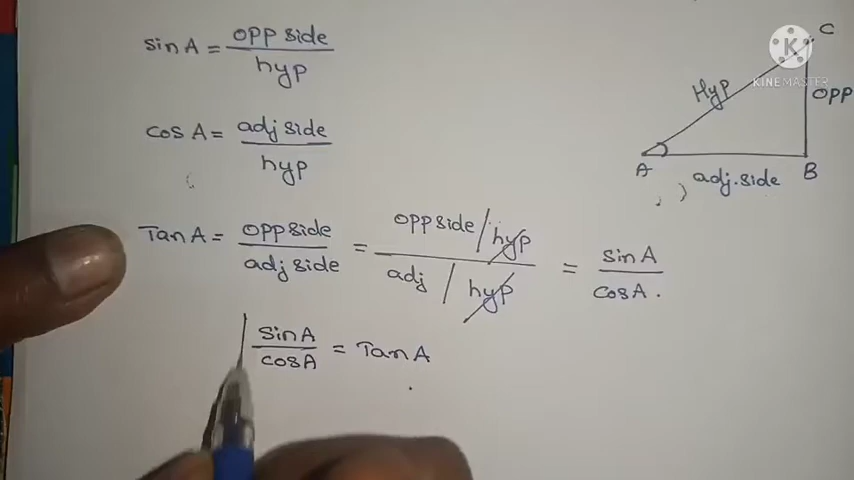 sin A = opp side / hyp
C
K
KINEMASTER
Hyp
opp
cos A = adj side / hyp
A
adj.side
B
Tan A = opp side / adj side = opp side/hyp / adj/hyp = sin A / cos A.
sin A / cos A = Tan A